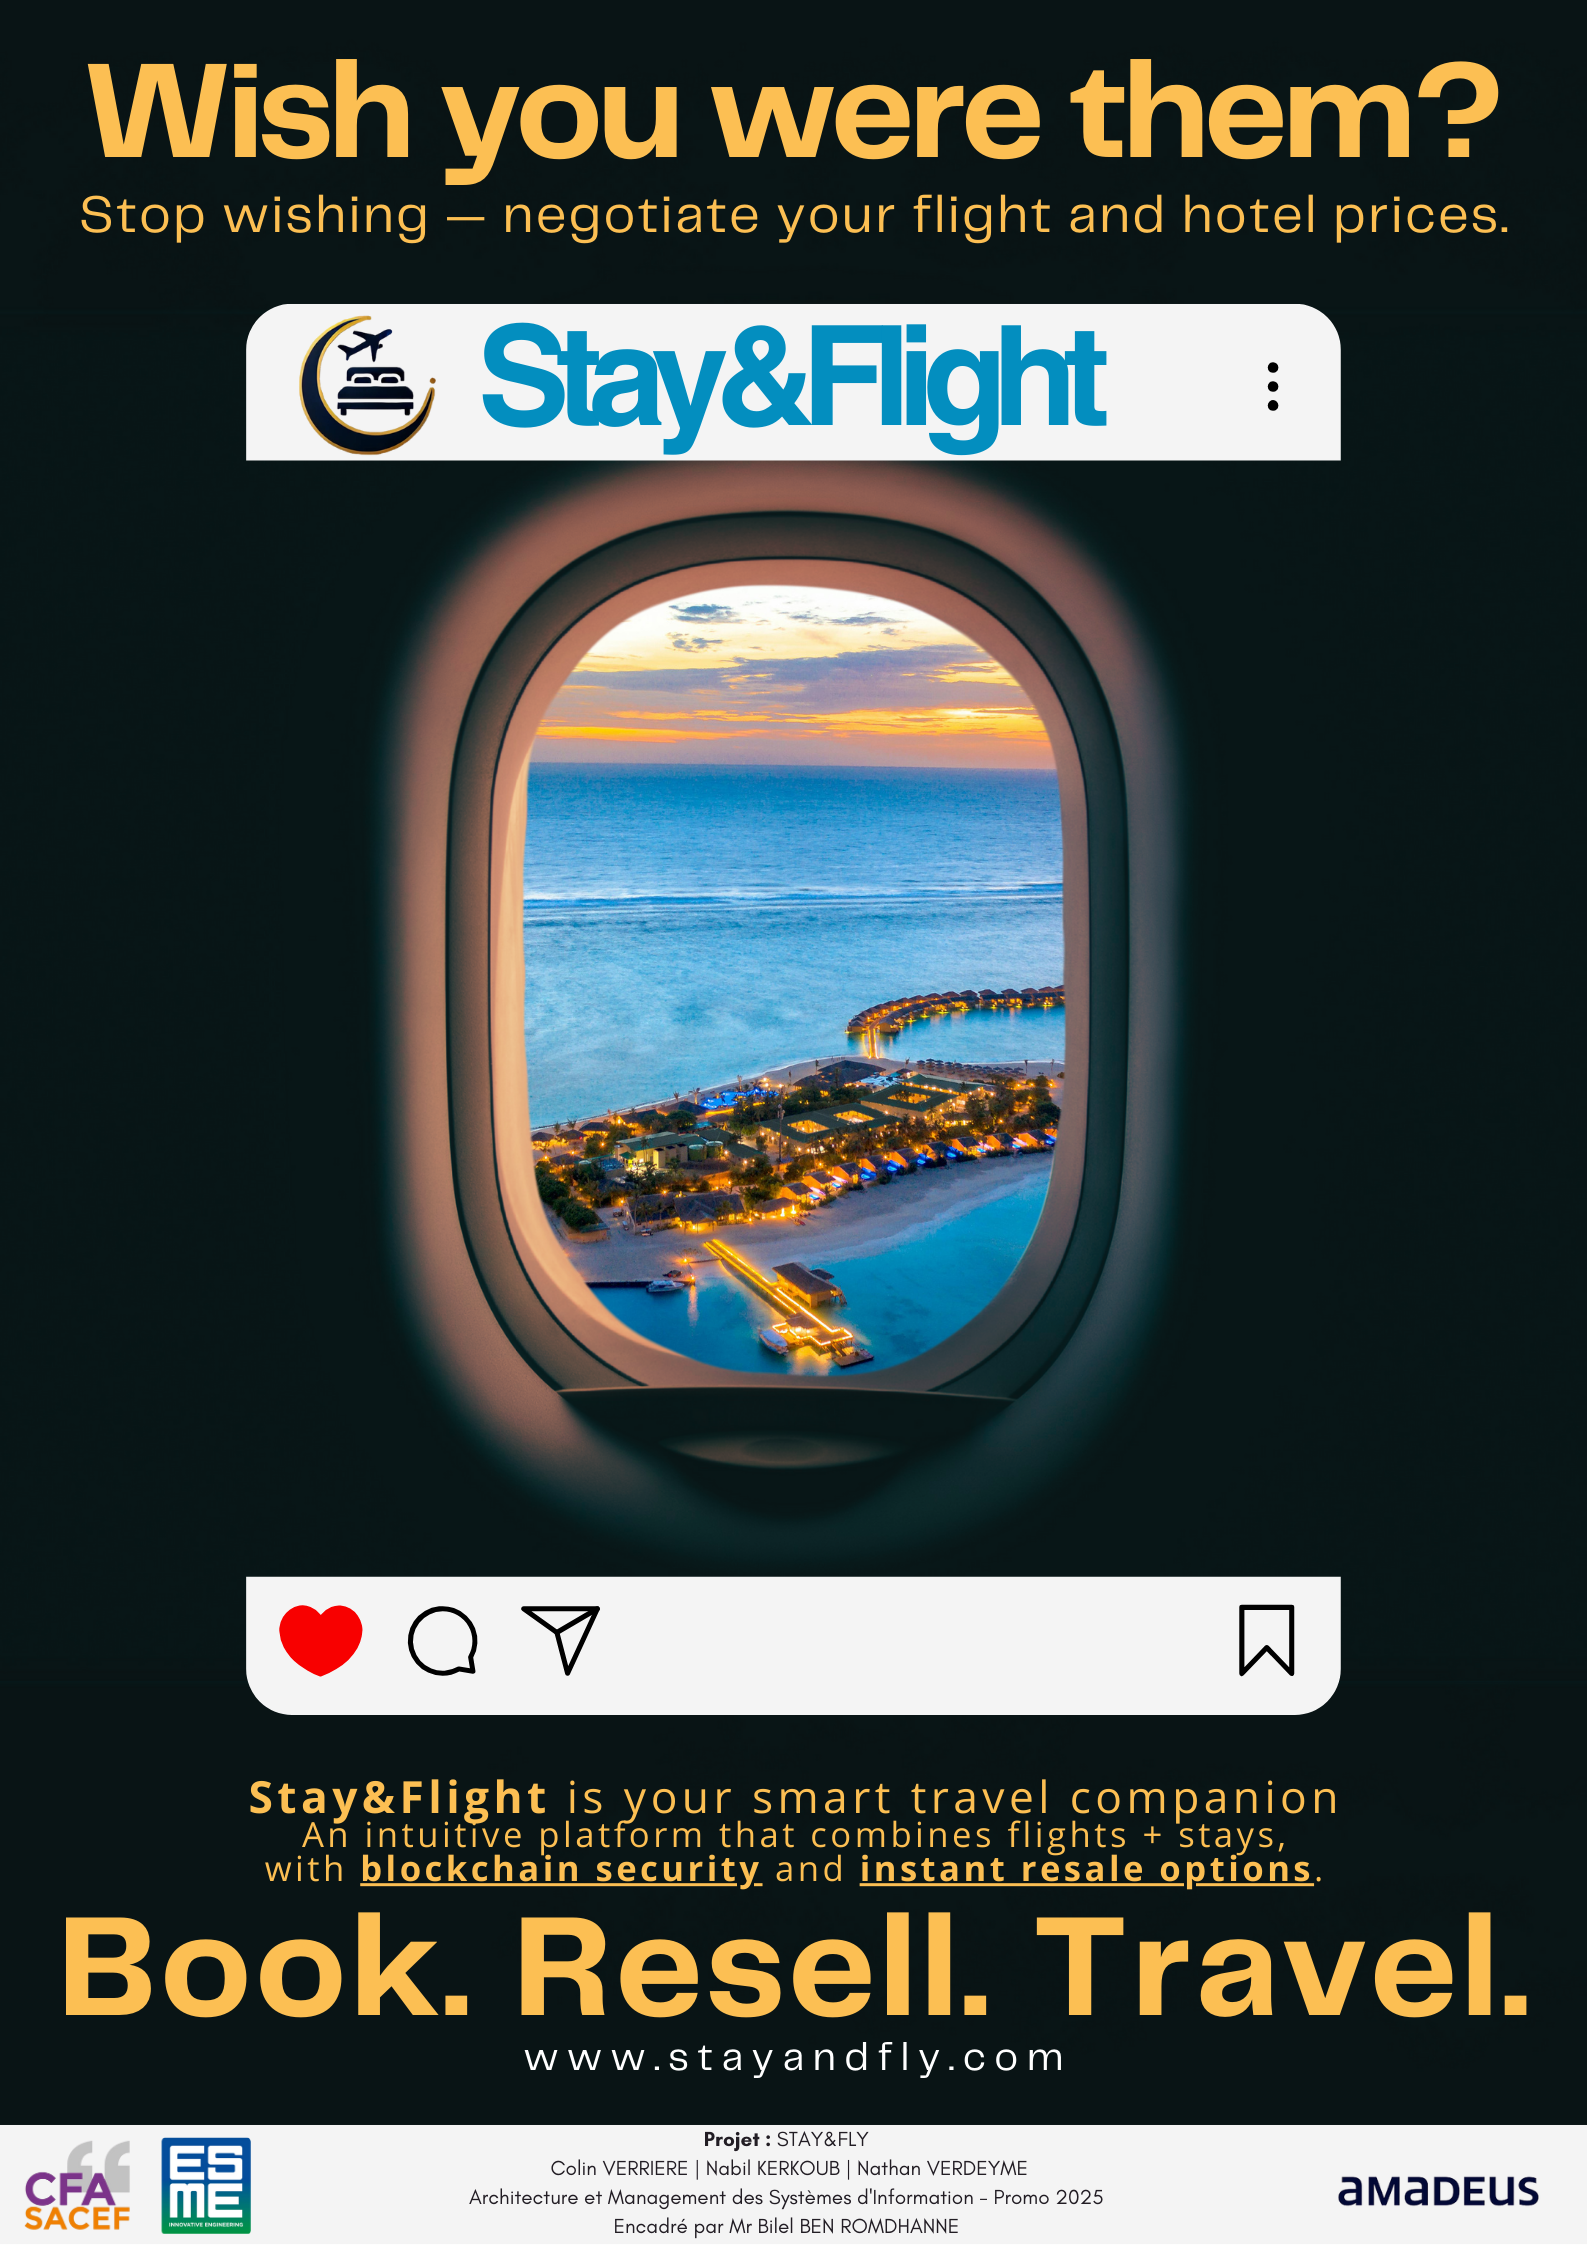 Wish you were them?
Stop wishing — negotiate your flight and hotel prices.
Stay&Flight
Stay&Flight is your smart travel companion
An intuitive platform that combines flights + stays,
with blockchain security and instant resale options.
Book. Resell. Travel.
www.stayandfly.com
CFA
SACEF
ES
ME
INNOVATIVE ENGINEERING
Projet : STAY&FLY
Colin VERRIERE | Nabil KERKOUB | Nathan VERDEYME
Architecture et Management des Systèmes d'Information - Promo 2025
Encadré par Mr Bilel BEN ROMDHANNE
aMaDEUS